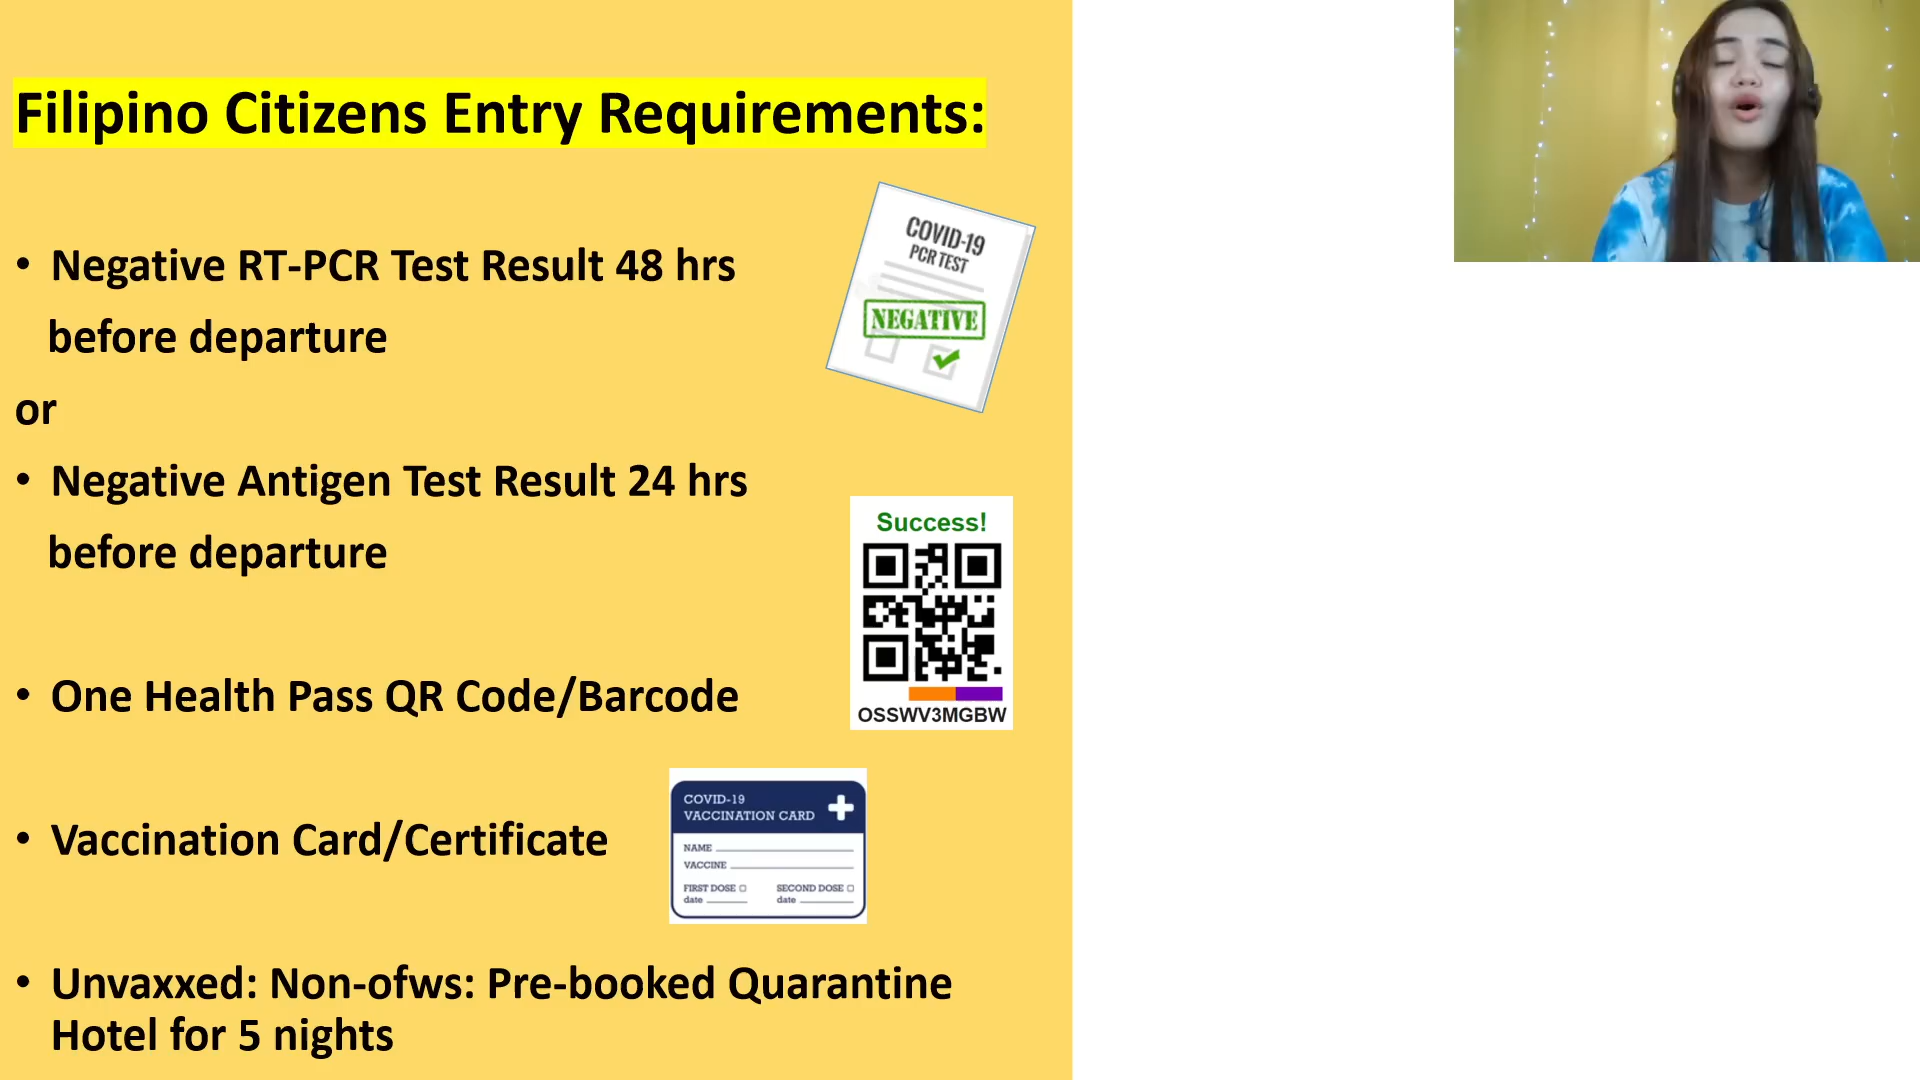 Filipino Citizens Entry Requirements:
• Negative RT-PCR Test Result 48 hrs
before departure
or
• Negative Antigen Test Result 24 hrs
before departure
• One Health Pass QR Code/Barcode
• Vaccination Card/Certificate
• Unvaxxed: Non-ofws: Pre-booked Quarantine
Hotel for 5 nights
COVID-19
PCR TEST
NEGATIVE
Success!
OSSWV3MGBW
COVID-19
VACCINATION CARD
NAME
VACCINE
FIRST DOSE SECOND DOSE
date date